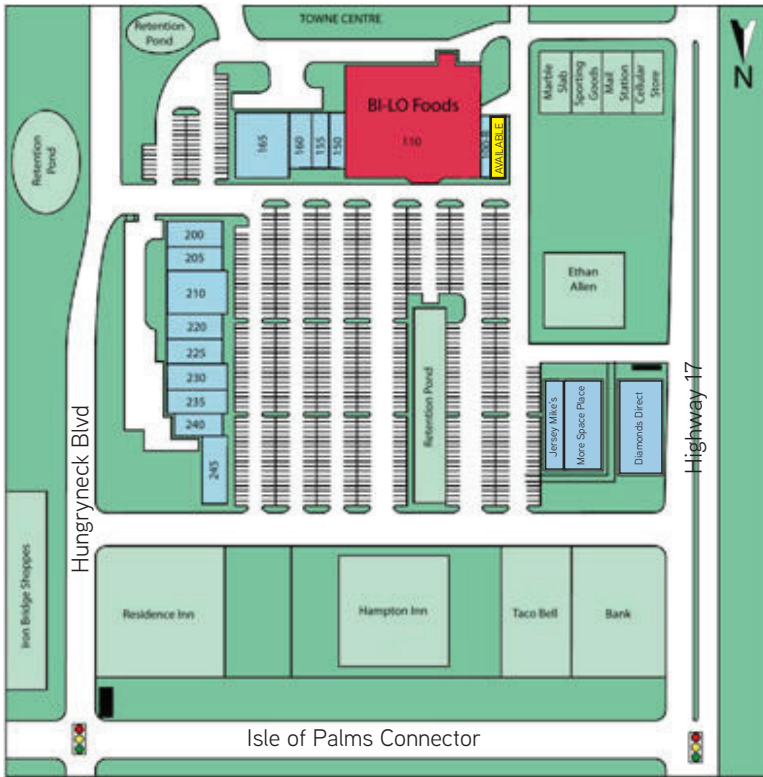 TOWNE CENTRE
Retention
Pond
N
Marble
Slab
Sporting
Goods
Mail
Station
Cellular
Store
BI-LO Foods
110
165
160
155
150
100-B
AVAILABLE
Retention
Pond
200
205
210
220
225
230
235
240
245
Ethan
Allen
Retention Pond
Jersey Mike's
More Space Place
Diamonds Direct
Highway 17
Hungryneck Blvd
Iron Bridge Shoppes
Residence Inn
Hampton Inn
Taco Bell
Bank
Isle of Palms Connector